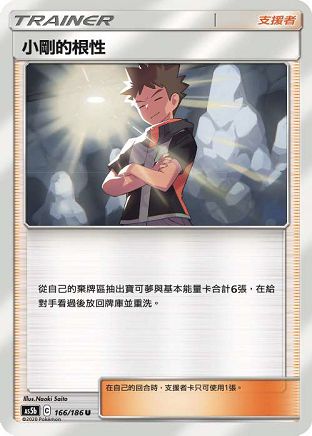 TRAINER 支援者
小剛的根性
從自己的棄牌區抽出寶可夢與基本能量卡合計6張，在給
對手看過後放回牌庫並重洗。
Illus.Naoki Saito
AS5b C 166/186 U
©2020 Pokémon
在自己的回合時，支援者卡只可使用1張。